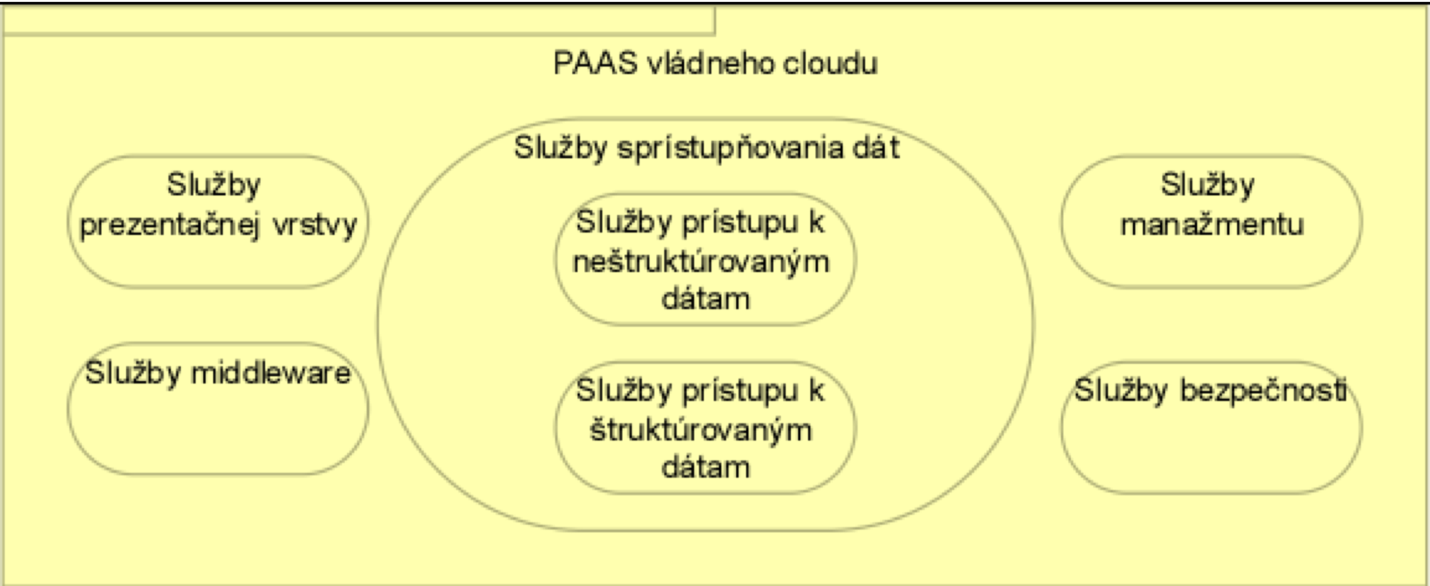 PAAS vládneho cloudu
Služby sprístupňovania dát
Služby
prezentačnej vrstvy
Služby prístupu k
neštruktúrovaným
dátam
Služby
manažmentu
Služby middleware
Služby prístupu k
štruktúrovaným
dátam
Služby bezpečnosti